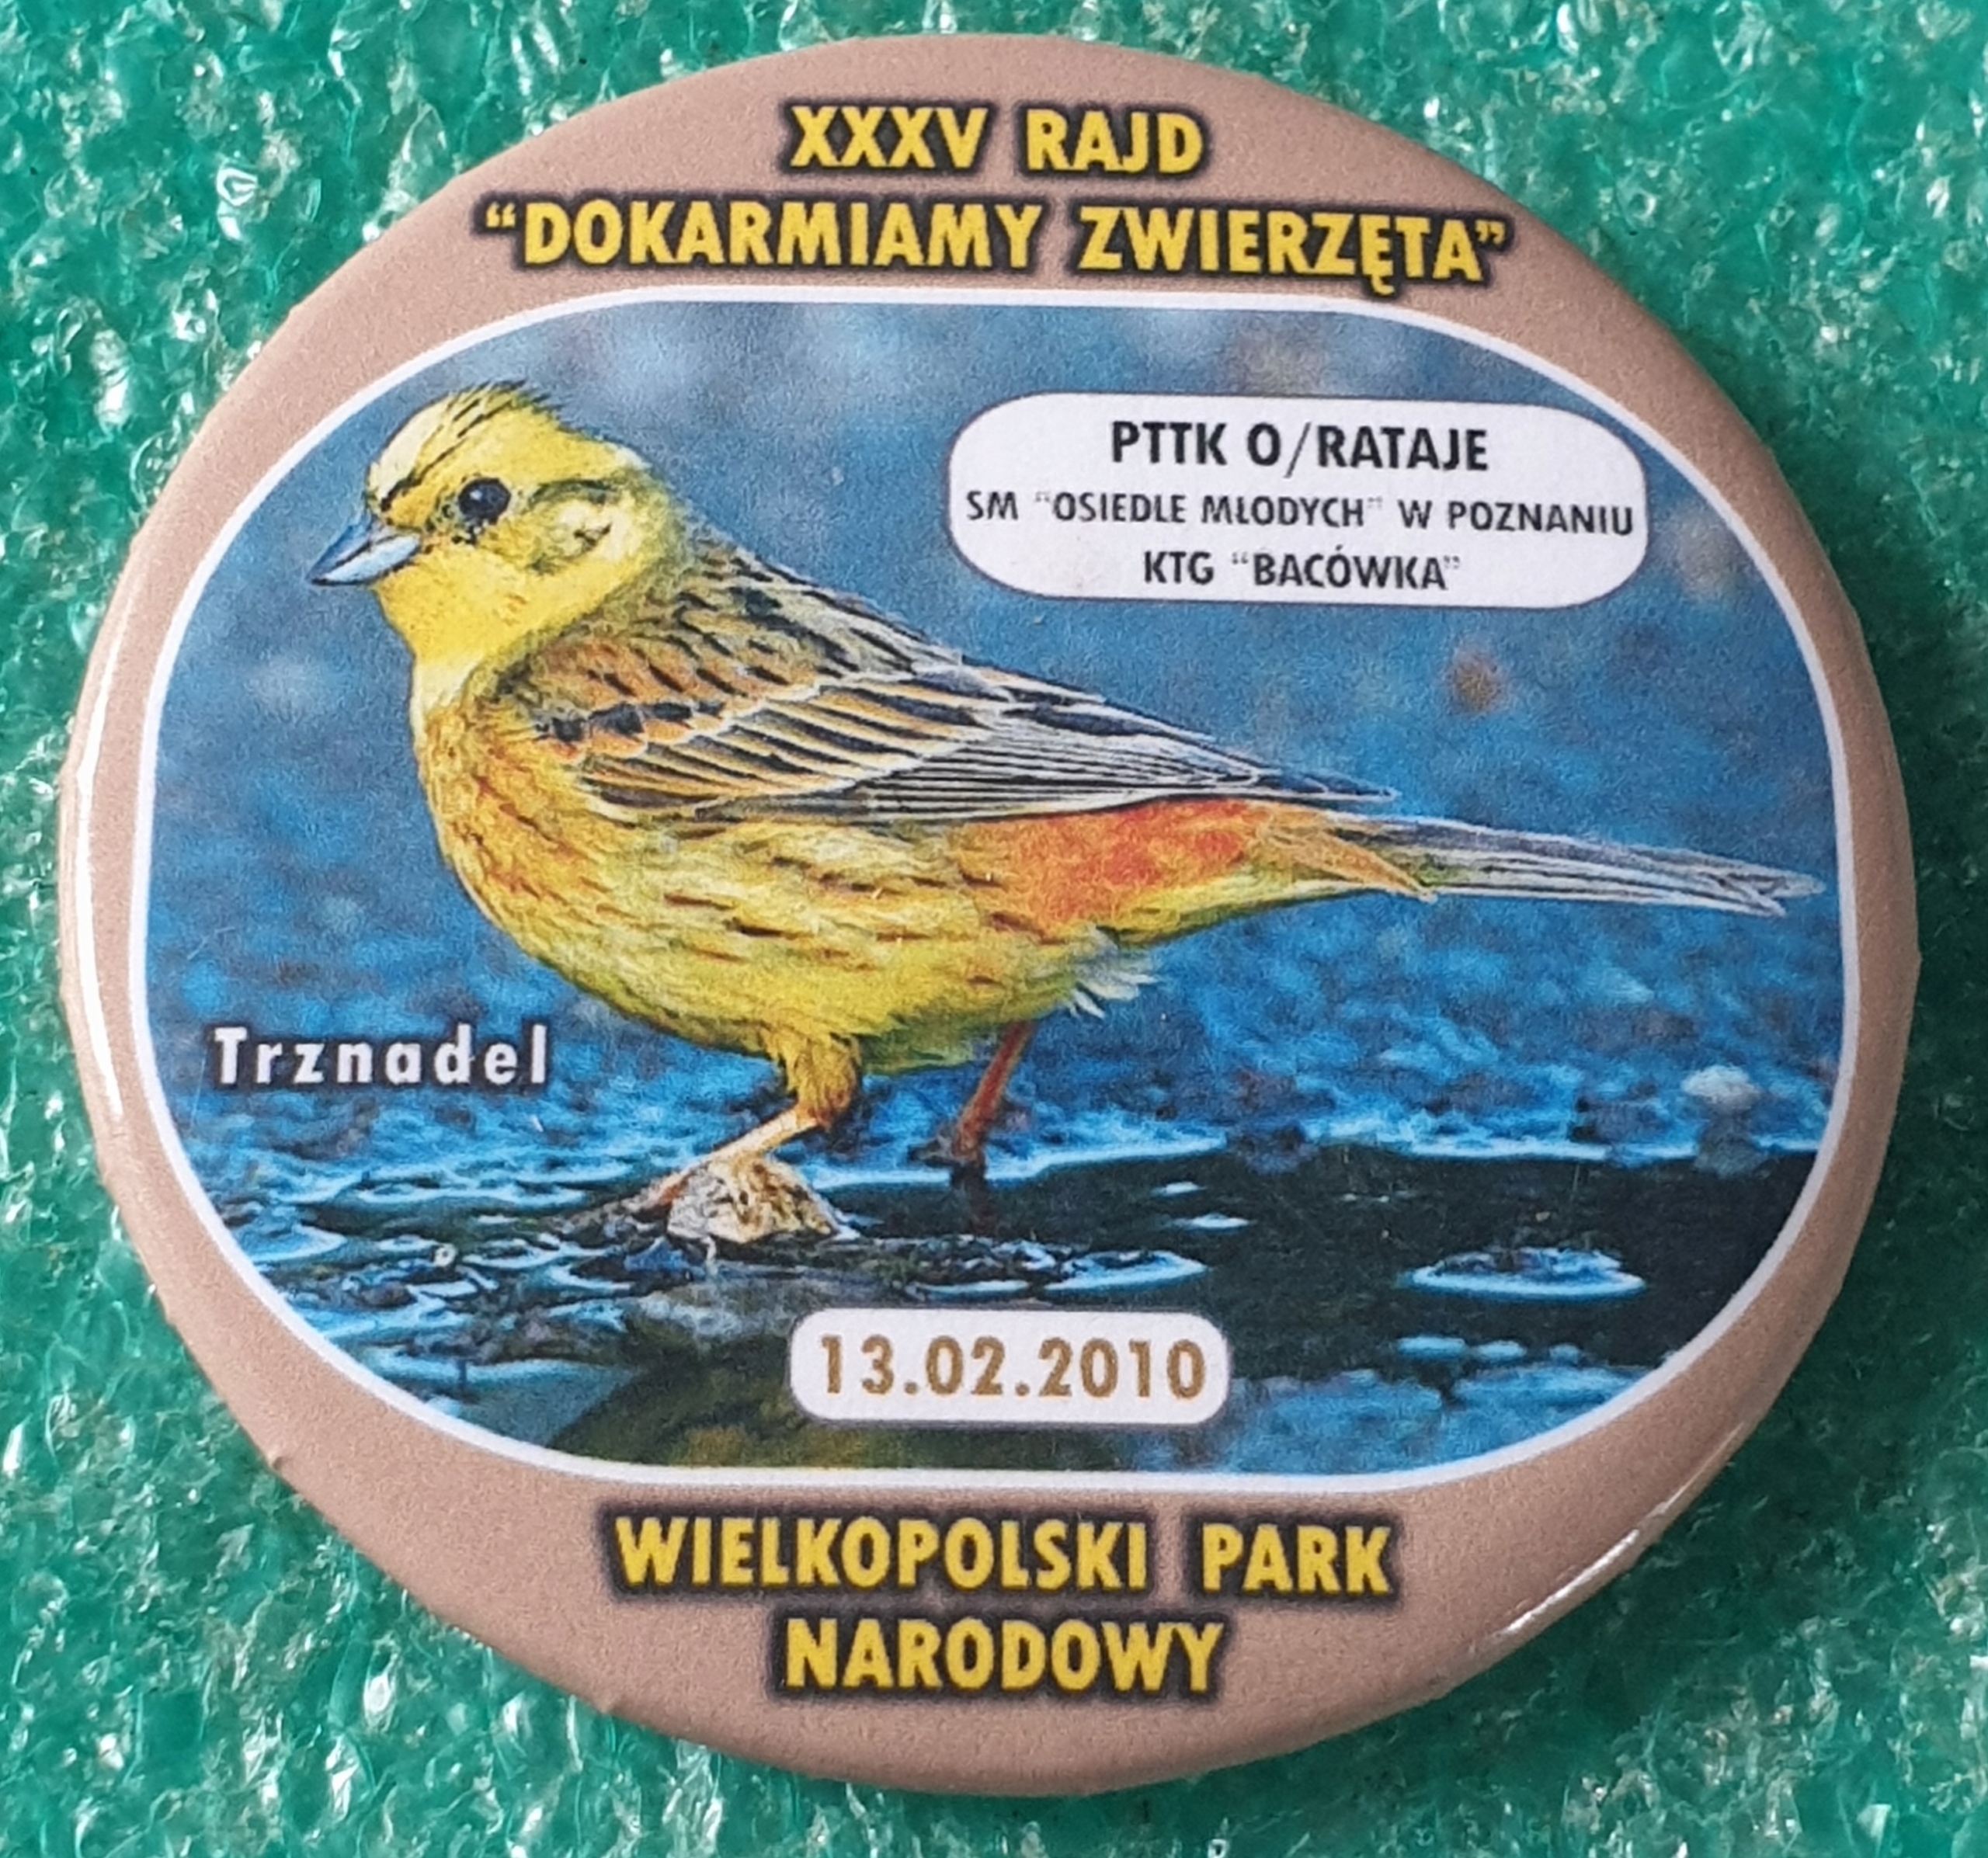 XXXV RAJD
“DOKARMIAMY ZWIERZĘTA”
PTTK O/RATAJE
SM “OSIEDLE MŁODYCH” W POZNANIU
KTG “BACÓWKA”
Trznadel
13.02.2010
WIELKOPOLSKI PARK
NARODOWY